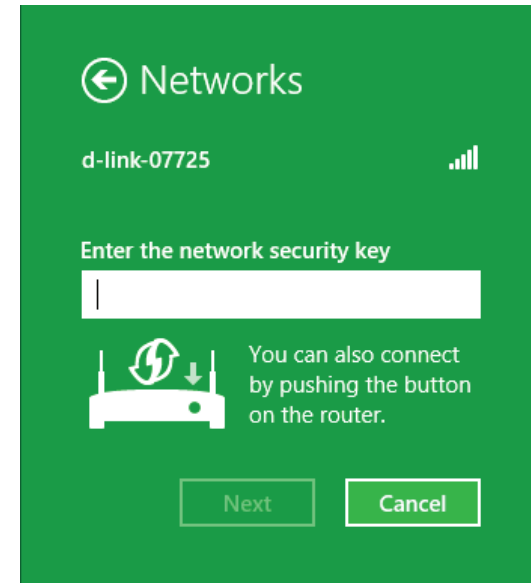 Networks
d-link-07725
Enter the network security key
You can also connect
by pushing the button
on the router.
Next
Cancel